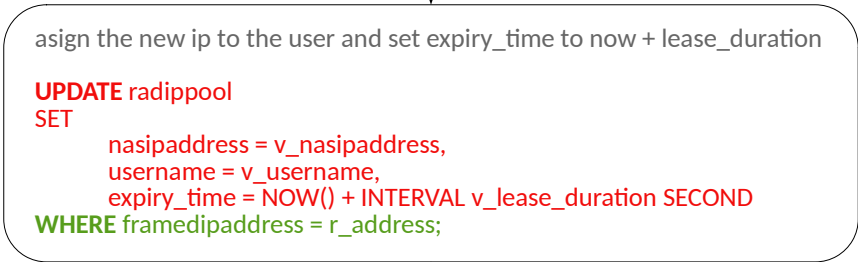 asign the new ip to the user and set expiry_time to now + lease_duration
UPDATE radippool
SET
nasipaddress = v_nasipaddress,
username = v_username,
expiry_time = NOW() + INTERVAL v_lease_duration SECOND
WHERE framedipaddress = r_address;